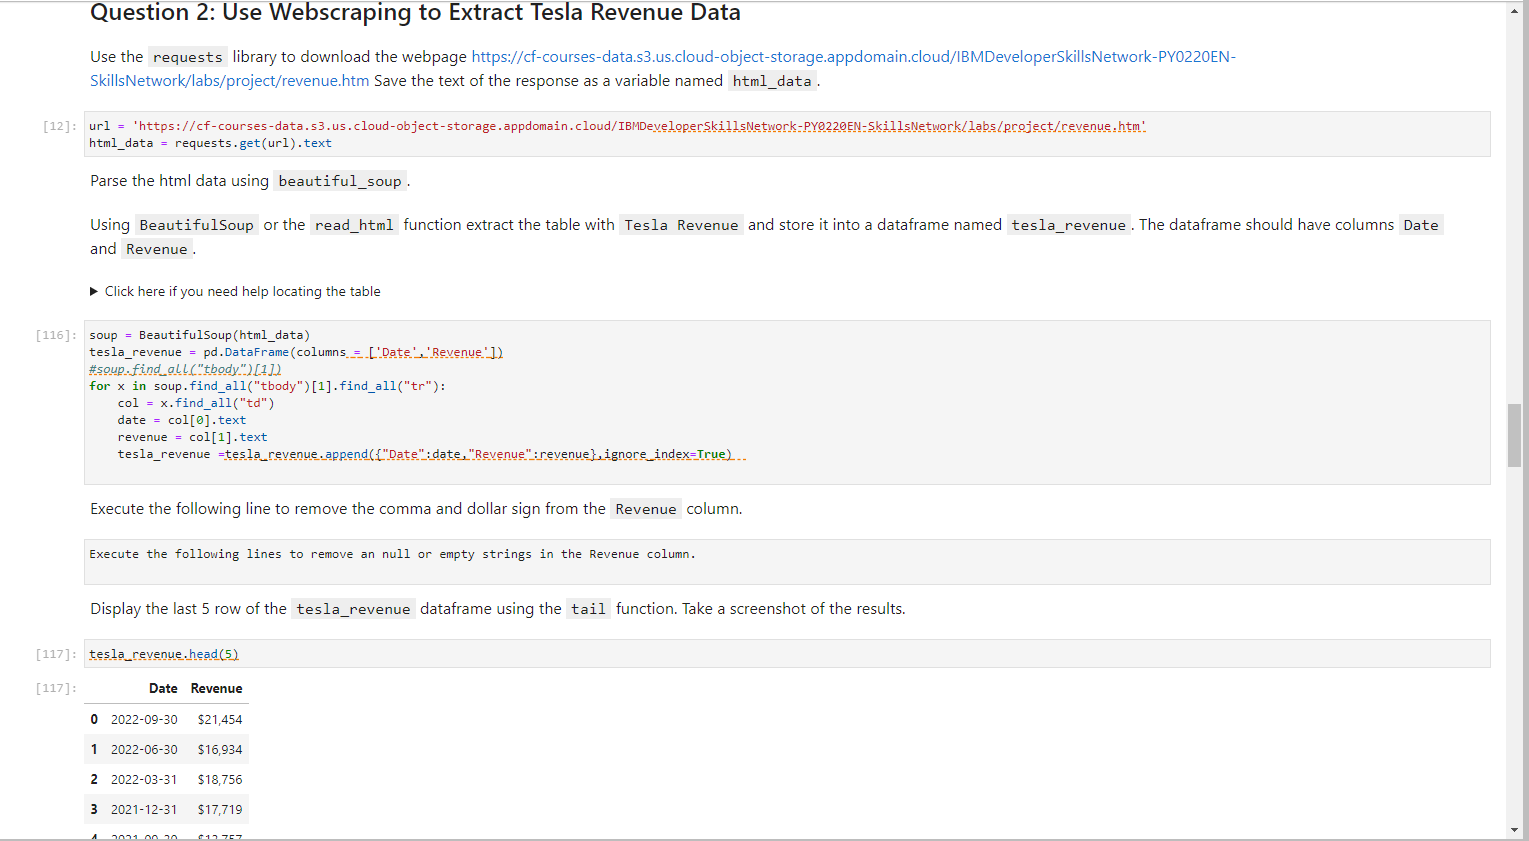 Question 2: Use Webscraping to Extract Tesla Revenue Data
Use the requests library to download the webpage https://cf-courses-data.s3.us.cloud-object-storage.appdomain.cloud/IBMDeveloperSkillsNetwork-PY0220EN-
SkillsNetwork/labs/project/revenue.htm Save the text of the response as a variable named html_data.
[12]: url = 'https://cf-courses-data.s3.us.cloud-object-storage.appdomain.cloud/IBMDeveloperSkillsNetwork-PY0220EN-SkillsNetwork/labs/project/revenue.htm'
html_data = requests.get(url).text
Parse the html data using beautiful_soup.
Using BeautifulSoup or the read_html function extract the table with Tesla Revenue and store it into a dataframe named tesla_revenue. The dataframe should have columns Date
and Revenue.
▶ Click here if you need help locating the table
[116]: soup = BeautifulSoup(html_data)
tesla_revenue = pd.DataFrame(columns = ['Date','Revenue'])
#soup.find_all("tbody")[1])
for x in soup.find_all("tbody")[1].find_all("tr"):
    col = x.find_all("td")
    date = col[0].text
    revenue = col[1].text
    tesla_revenue =tesla_revenue.append({"Date":date,"Revenue":revenue},ignore_index=True)
Execute the following line to remove the comma and dollar sign from the Revenue column.
Execute the following lines to remove an null or empty strings in the Revenue column.
Display the last 5 row of the tesla_revenue dataframe using the tail function. Take a screenshot of the results.
[117]: tesla_revenue.head(5)
[117]: Date Revenue
0 2022-09-30 $21,454
1 2022-06-30 $16,934
2 2022-03-31 $18,756
3 2021-12-31 $17,719
4 2021-09-30 $13,757